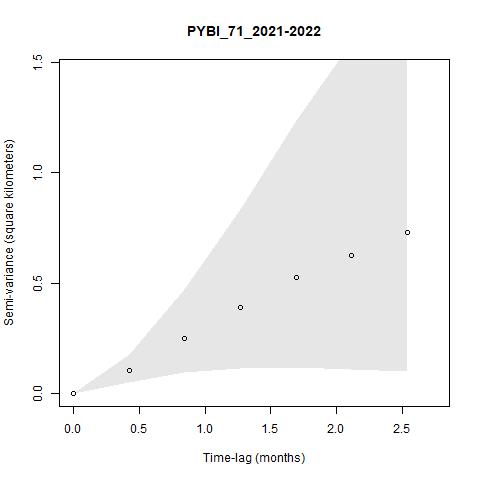 PYBI_71_2021-2022
Semi-variance (square kilometers)
1.5
1.0
0.5
0.0
0.0 0.5 1.0 1.5 2.0 2.5
Time-lag (months)